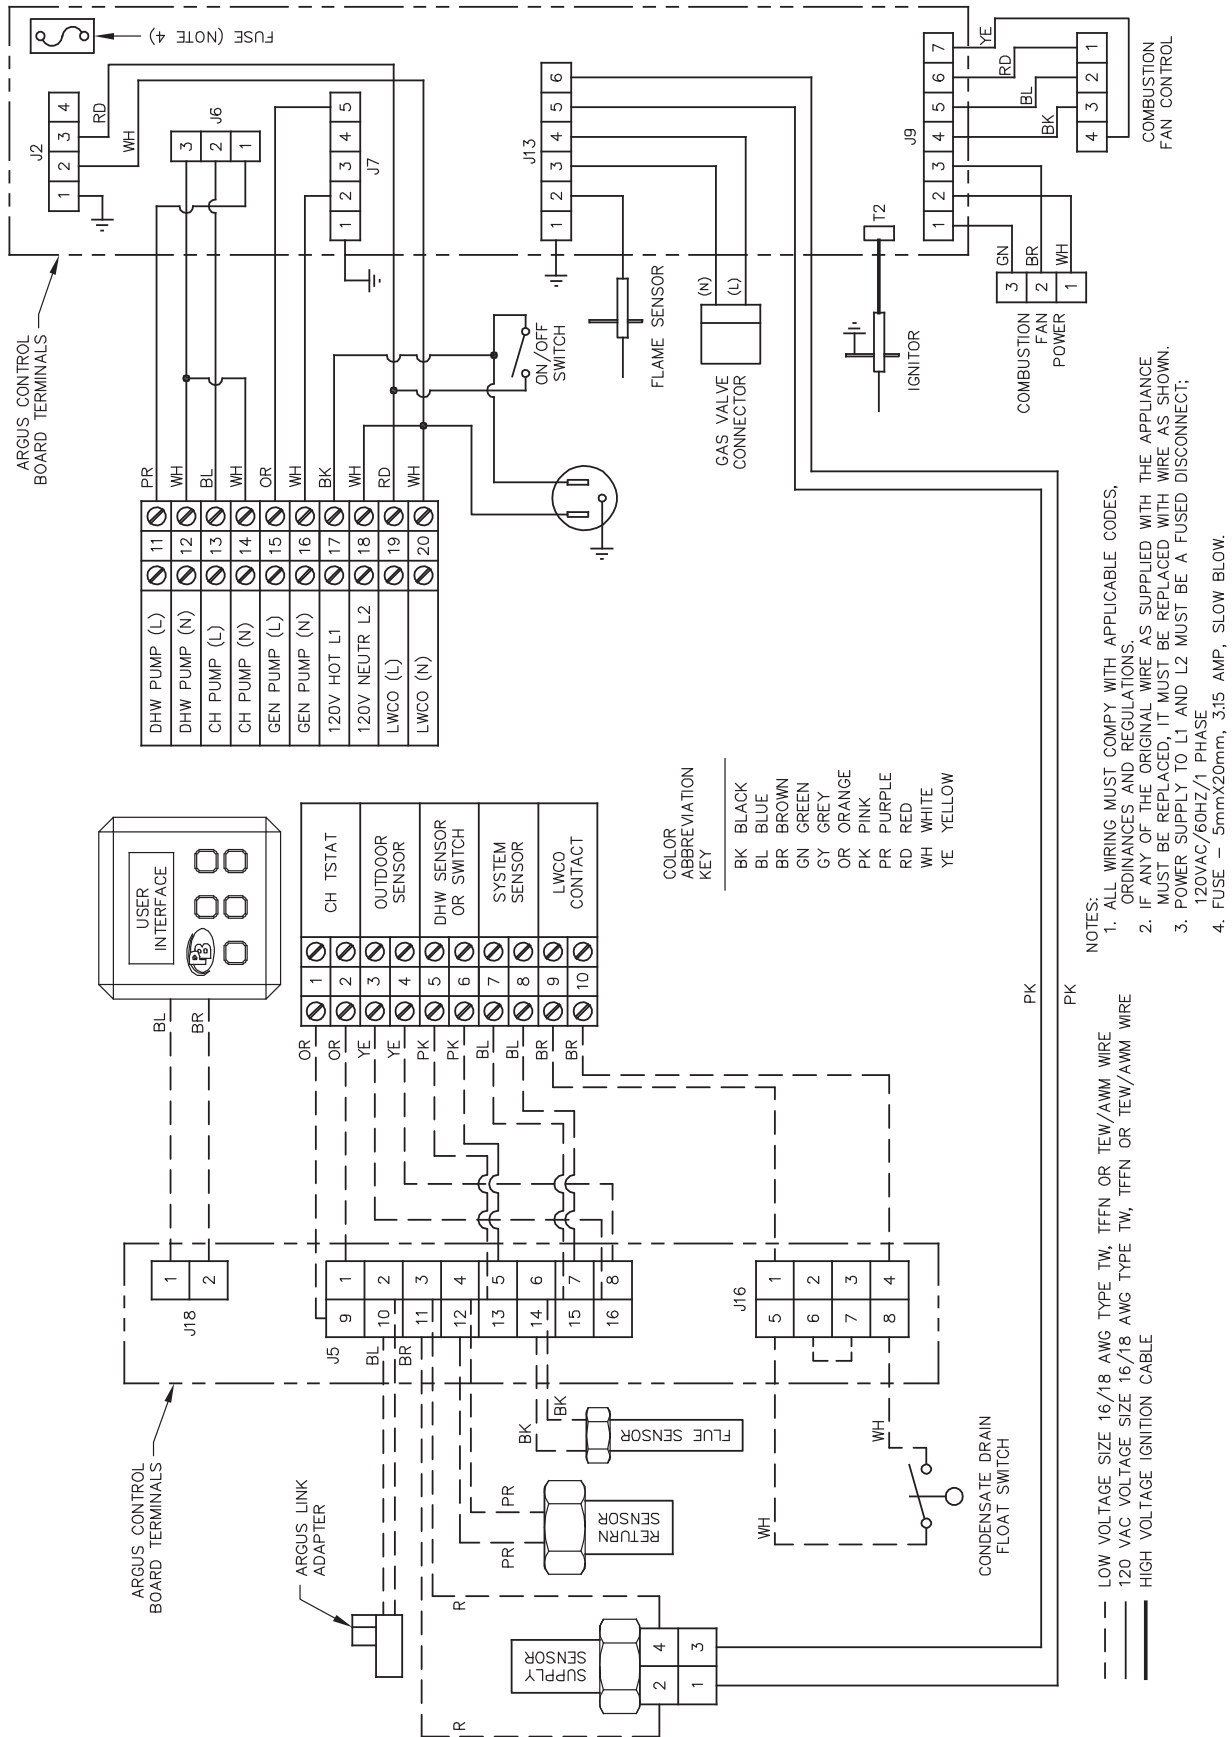 ARGUS CONTROL
BOARD TERMINALS
J18
1
2
BL
BR
USER
INTERFACE
LB
ARGUS LINK
ADAPTER
J5
1 2 3 4 5 6 7 8
9 10 11 12 13 14 15 16
BL
BR
OR
OR
YE
YE
PK
PK
BL
BL
BR
BR
1 CH TSTAT
2
3 OUTDOOR
4 SENSOR
5 DHW SENSOR
6 OR SWITCH
7 SYSTEM
8 SENSOR
9 LWCO
10 CONTACT
R
R
SUPPLY
SENSOR
2 4
1 3
PR
PR
RETURN
SENSOR
BK
BK
FLUE SENSOR
J16
1 2 3 4
5 6 7 8
WH
WH
CONDENSATE DRAIN
FLOAT SWITCH
ARGUS CONTROL
BOARD TERMINALS
FUSE (NOTE 4)
J2
1 2 3 4
RD
WH
J6
3
2
1
J7
1 2 3 4 5
DHW PUMP (L) 11 PR
DHW PUMP (N) 12 WH
CH PUMP (L) 13 BL
CH PUMP (N) 14 WH
GEN PUMP (L) 15 OR
GEN PUMP (N) 16 WH
120V HOT L1 17 BK
120V NEUTR L2 18 WH
LWCO (L) 19 RD
LWCO (N) 20 WH
ON/OFF
SWITCH
J13
1 2 3 4 5 6
FLAME SENSOR
(N)
(L)
GAS VALVE
CONNECTOR
T2
IGNITOR
J9
1 2 3 4 5 6 7
GN
BR
WH
3
2
1
COMBUSTION
FAN
POWER
BK
BL
RD
YE
4 3 2 1
COMBUSTION
FAN CONTROL
PK
PK
COLOR
ABBREVIATION
KEY
BK BLACK
BL BLUE
BR BROWN
GN GREEN
GY GREY
OR ORANGE
PK PINK
PR PURPLE
RD RED
WH WHITE
YE YELLOW
LOW VOLTAGE SIZE 16/18 AWG TYPE TW, TFFN OR TEW/AWM WIRE
120 VAC VOLTAGE SIZE 16/18 AWG TYPE TW, TFFN OR TEW/AWM WIRE
HIGH VOLTAGE IGNITION CABLE
NOTES:
1. ALL WIRING MUST COMPY WITH APPLICABLE CODES,
ORDINANCES AND REGULATIONS.
2. IF ANY OF THE ORIGINAL WIRE AS SUPPLIED WITH THE APPLIANCE
MUST BE REPLACED, IT MUST BE REPLACED WITH WIRE AS SHOWN.
3. POWER SUPPLY TO L1 AND L2 MUST BE A FUSED DISCONNECT;
120VAC/60HZ/1 PHASE
4. FUSE – 5mmX20mm, 3.15 AMP, SLOW BLOW.